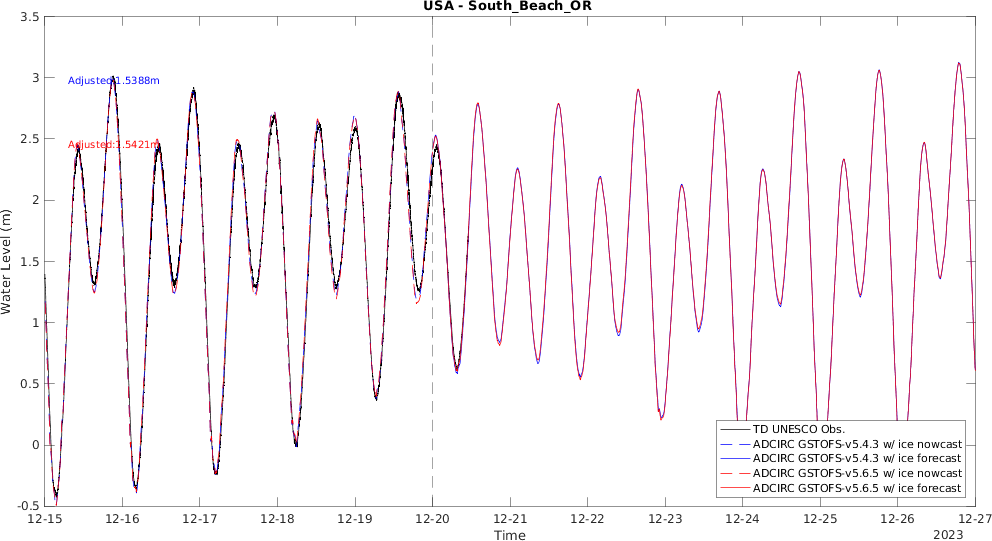 USA - South_Beach_OR
3.5
3
2.5
2
1.5
1
0.5
0
-0.5
Water Level (m)
Adjusted:1.5388m
Adjusted:1.5421m
TD UNESCO Obs.
ADCIRC GSTOFS-v5.4.3 w/ ice nowcast
ADCIRC GSTOFS-v5.4.3 w/ ice forecast
ADCIRC GSTOFS-v5.6.5 w/ ice nowcast
ADCIRC GSTOFS-v5.6.5 w/ ice forecast
12-15 12-16 12-17 12-18 12-19 12-20 12-21 12-22 12-23 12-24 12-25 12-26 12-27
Time
2023